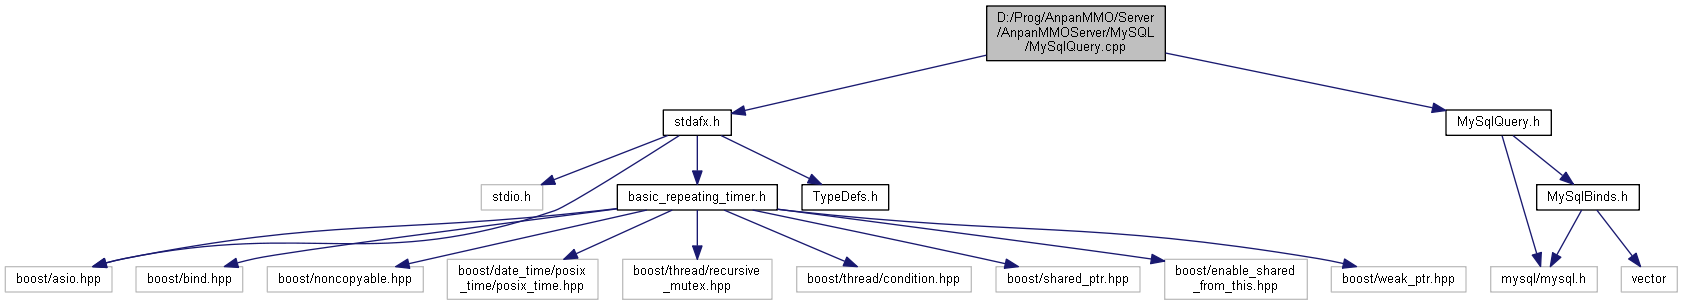 D:/Prog/AnpanMMO/Server
/AnpanMMOServer/MySQL
/MySqlQuery.cpp
stdafx.h
MySqlQuery.h
stdio.h
basic_repeating_timer.h
TypeDefs.h
MySqlBinds.h
boost/asio.hpp
boost/bind.hpp
boost/noncopyable.hpp
boost/date_time/posix
_time/posix_time.hpp
boost/thread/recursive
_mutex.hpp
boost/thread/condition.hpp
boost/shared_ptr.hpp
boost/enable_shared
_from_this.hpp
boost/weak_ptr.hpp
mysql/mysql.h
vector